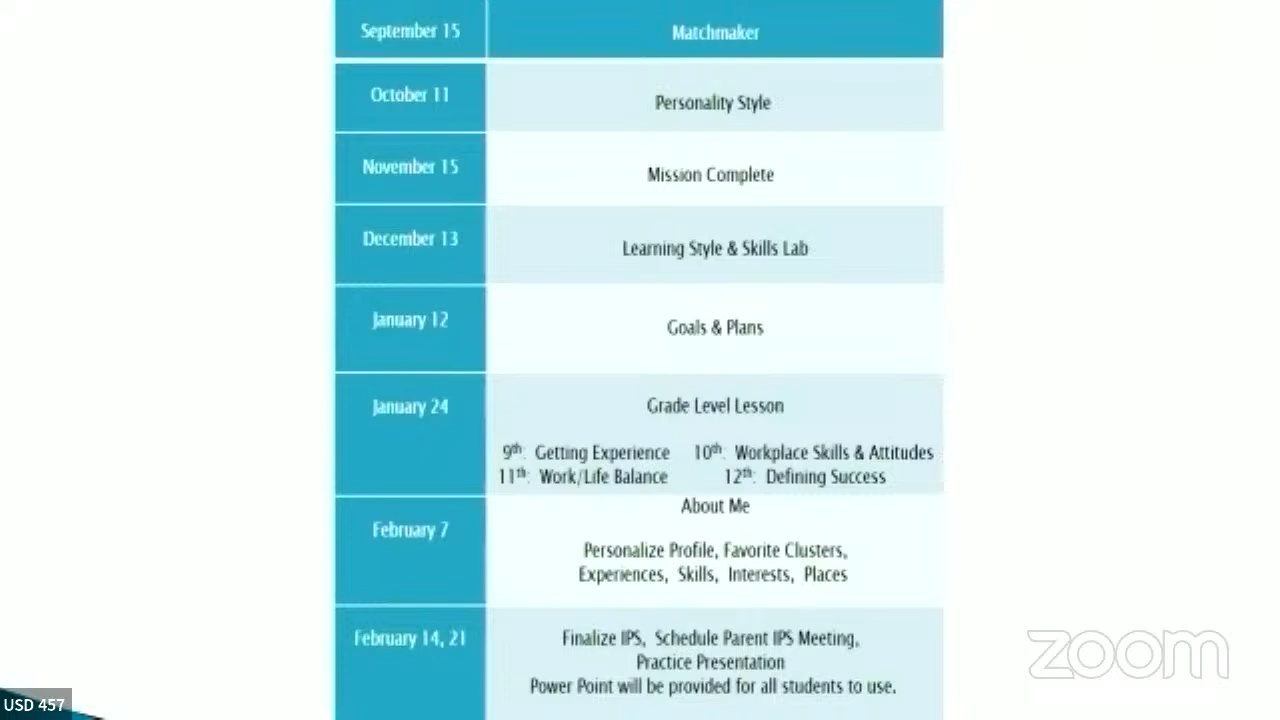 September 15
Matchmaker
October 11
Personality Style
November 15
Mission Complete
December 13
Learning Style & Skills Lab
January 12
Goals & Plans
January 24
Grade Level Lesson
9th: Getting Experience 10th: Workplace Skills & Attitudes
11th: Work/Life Balance 12th: Defining Success
February 7
About Me
Personalize Profile, Favorite Clusters,
Experiences, Skills, Interests, Places
February 14, 21
Finalize IPS, Schedule Parent IPS Meeting,
Practice Presentation
Power Point will be provided for all students to use.
zoom
USD 457